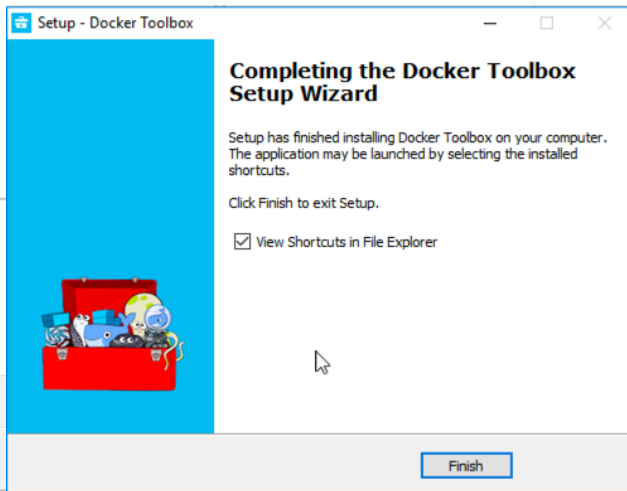 Setup - Docker Toolbox
Completing the Docker Toolbox
Setup Wizard
Setup has finished installing Docker Toolbox on your computer.
The application may be launched by selecting the installed
shortcuts.
Click Finish to exit Setup.
View Shortcuts in File Explorer
Finish